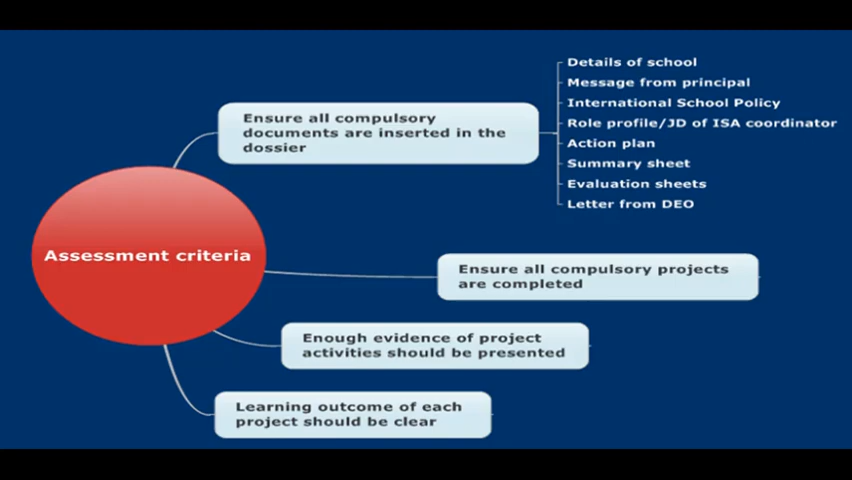 Assessment criteria
Ensure all compulsory
documents are inserted in the
dossier
Details of school
Message from principal
International School Policy
Role profile/JD of ISA coordinator
Action plan
Summary sheet
Evaluation sheets
Letter from DEO
Ensure all compulsory projects
are completed
Enough evidence of project
activities should be presented
Learning outcome of each
project should be clear